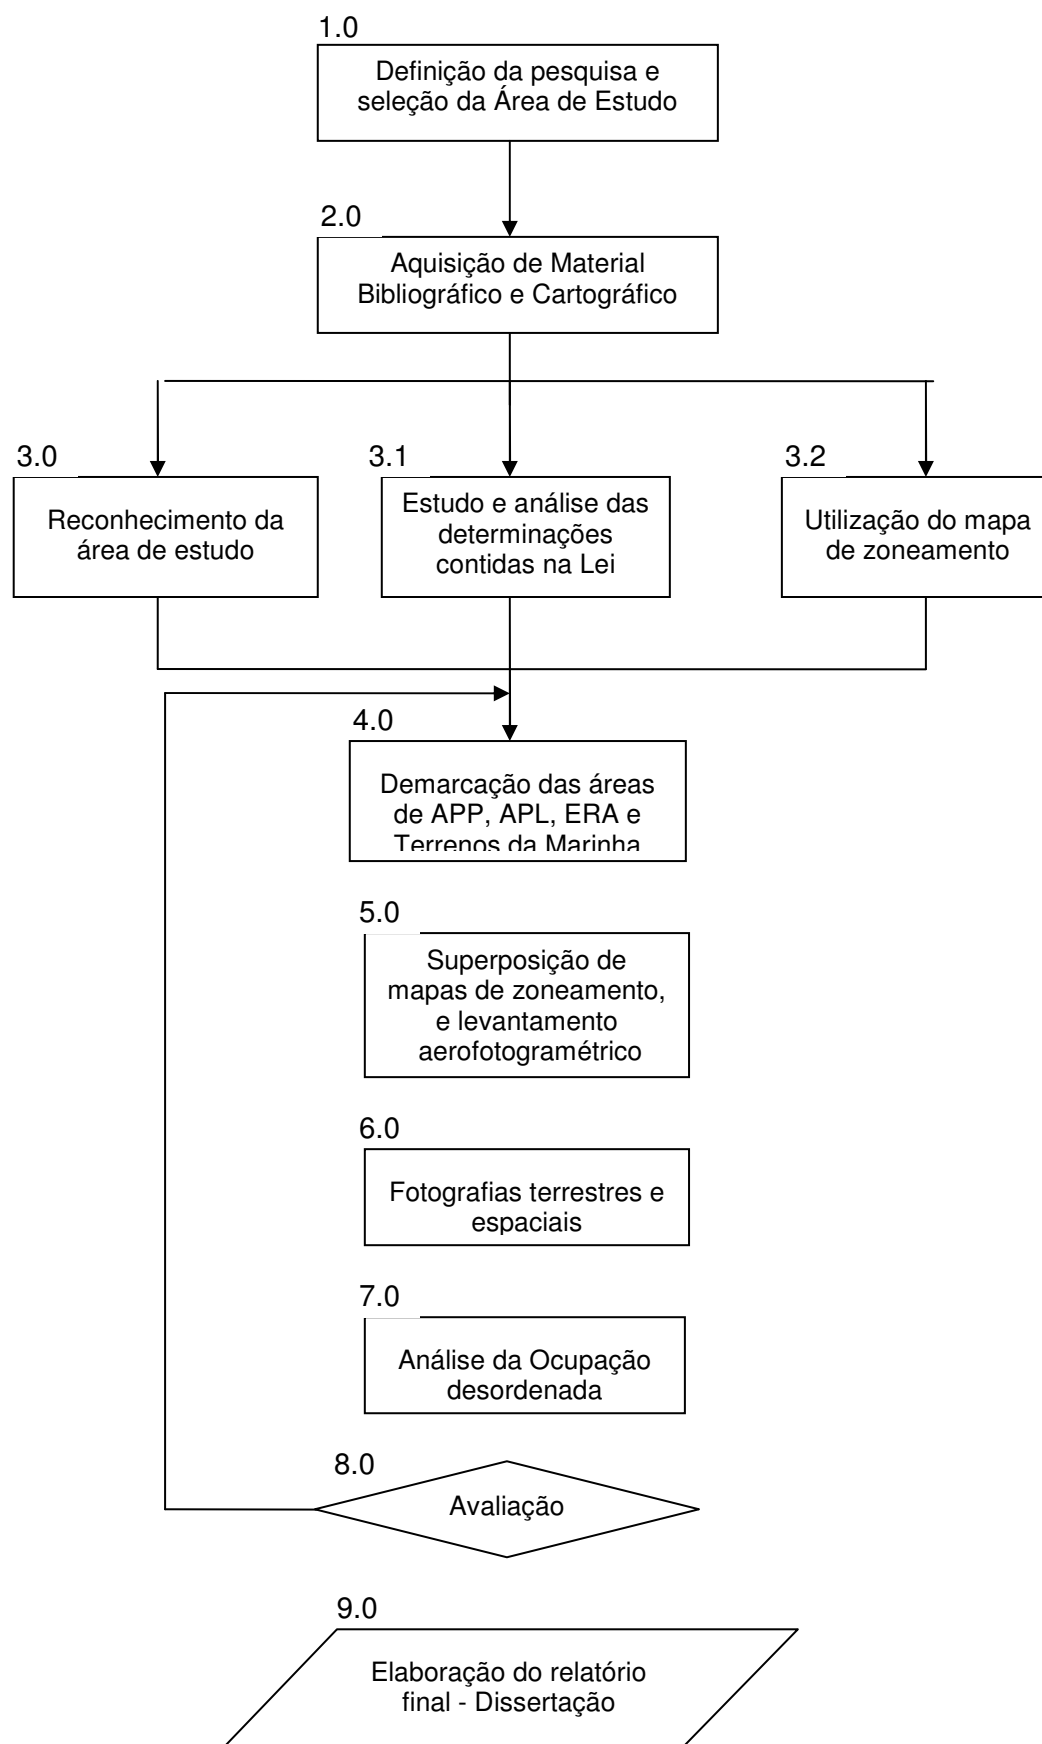 1.0
Definição da pesquisa e
seleção da Área de Estudo
2.0
Aquisição de Material
Bibliográfico e Cartográfico
3.0
Reconhecimento da
área de estudo
3.1
Estudo e análise das
determinações
contidas na Lei
3.2
Utilização do mapa
de zoneamento
4.0
Demarcação das áreas
de APP, APL, ERA e
Terrenos da Marinha
5.0
Superposição de
mapas de zoneamento,
e levantamento
aerofotogramétrico
6.0
Fotografias terrestres e
espaciais
7.0
Análise da Ocupação
desordenada
8.0
Avaliação
9.0
Elaboração do relatório
final - Dissertação